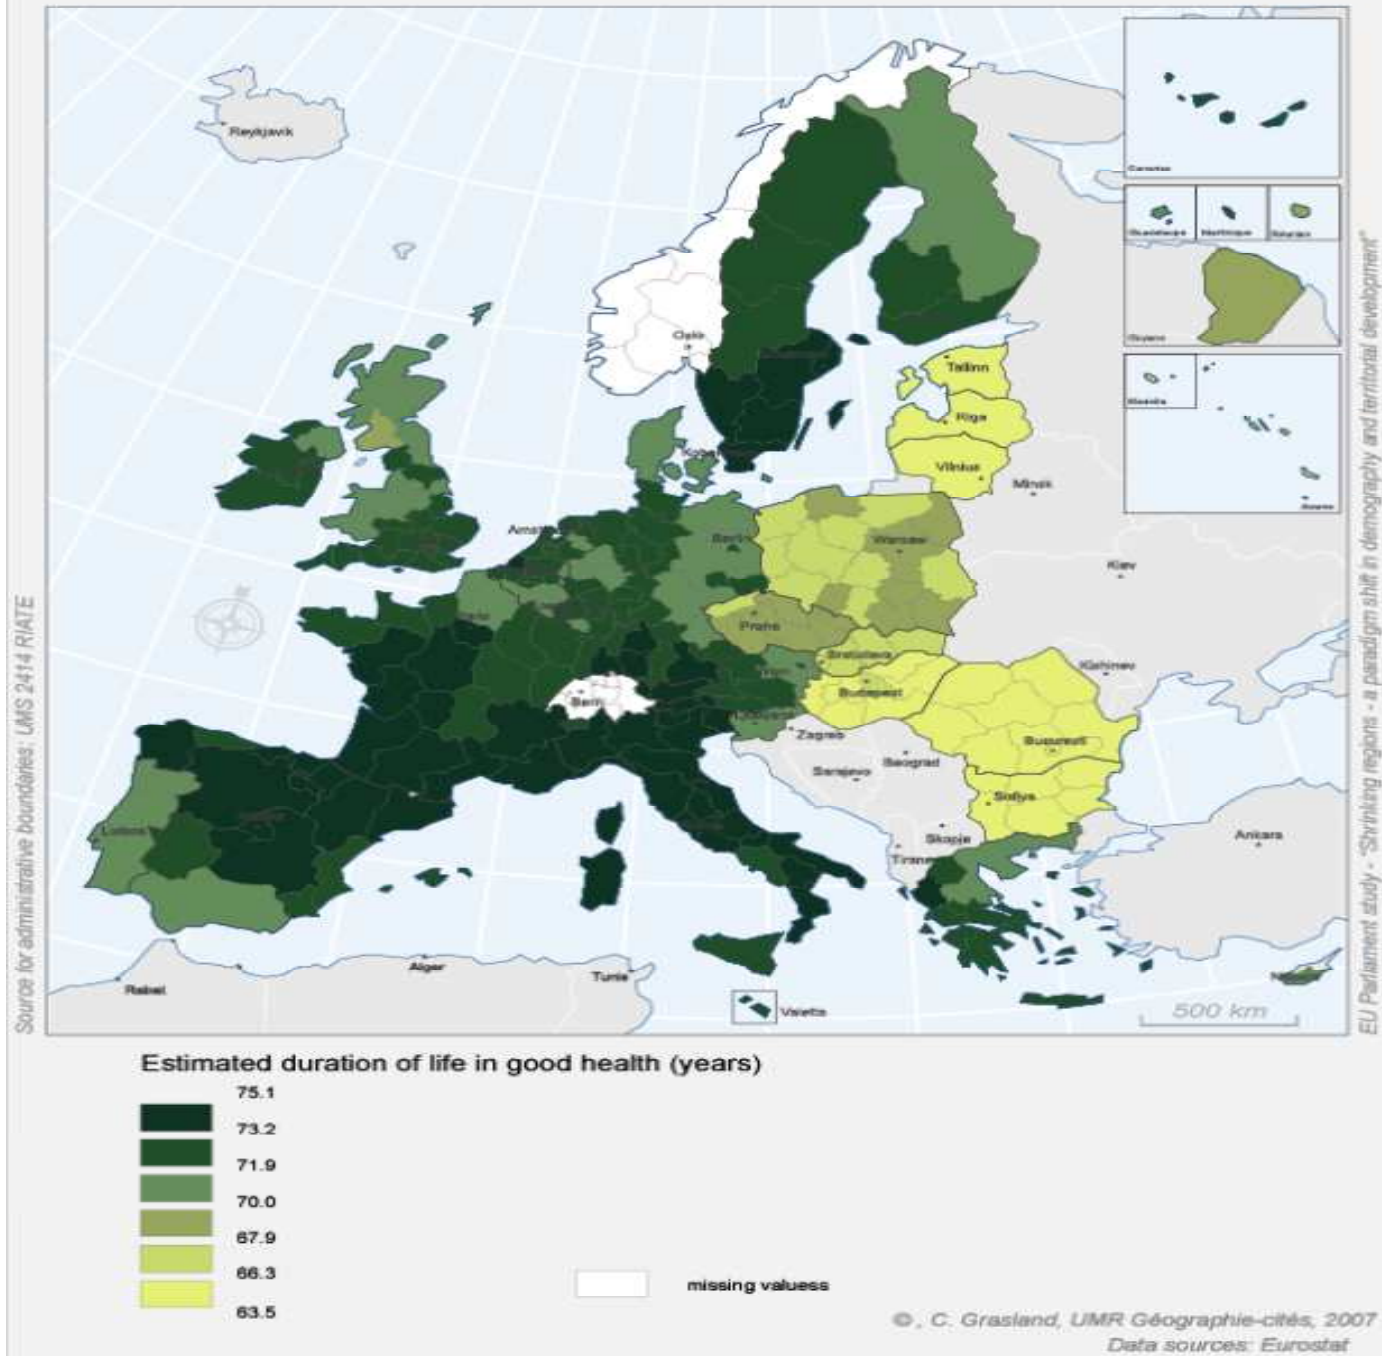 Reykjavik
Oslo
Tallinn
Riga
Vilnius
Minsk
Warsaw
Berlin
Kiev
Praha
Bratislava
Budapest
Kishinev
Bern
Zagreb
Bucuresti
Beograd
Sarajevo
Sofiya
Skopje
Tirane
Ankara
Lisboa
Alger
Tunis
Rabat
Valetta
Guyane
500 km
Source for administrative boundaries: UMS 2414 RIATE
EU Parliament study - "Shrinking regions - a paradigm shift in demography and territorial development"
Estimated duration of life in good health (years)
75.1
73.2
71.9
70.0
67.9
66.3
63.5
missing valuess
© , C. Grasland, UMR Géographie-cités, 2007
Data sources: Eurostat